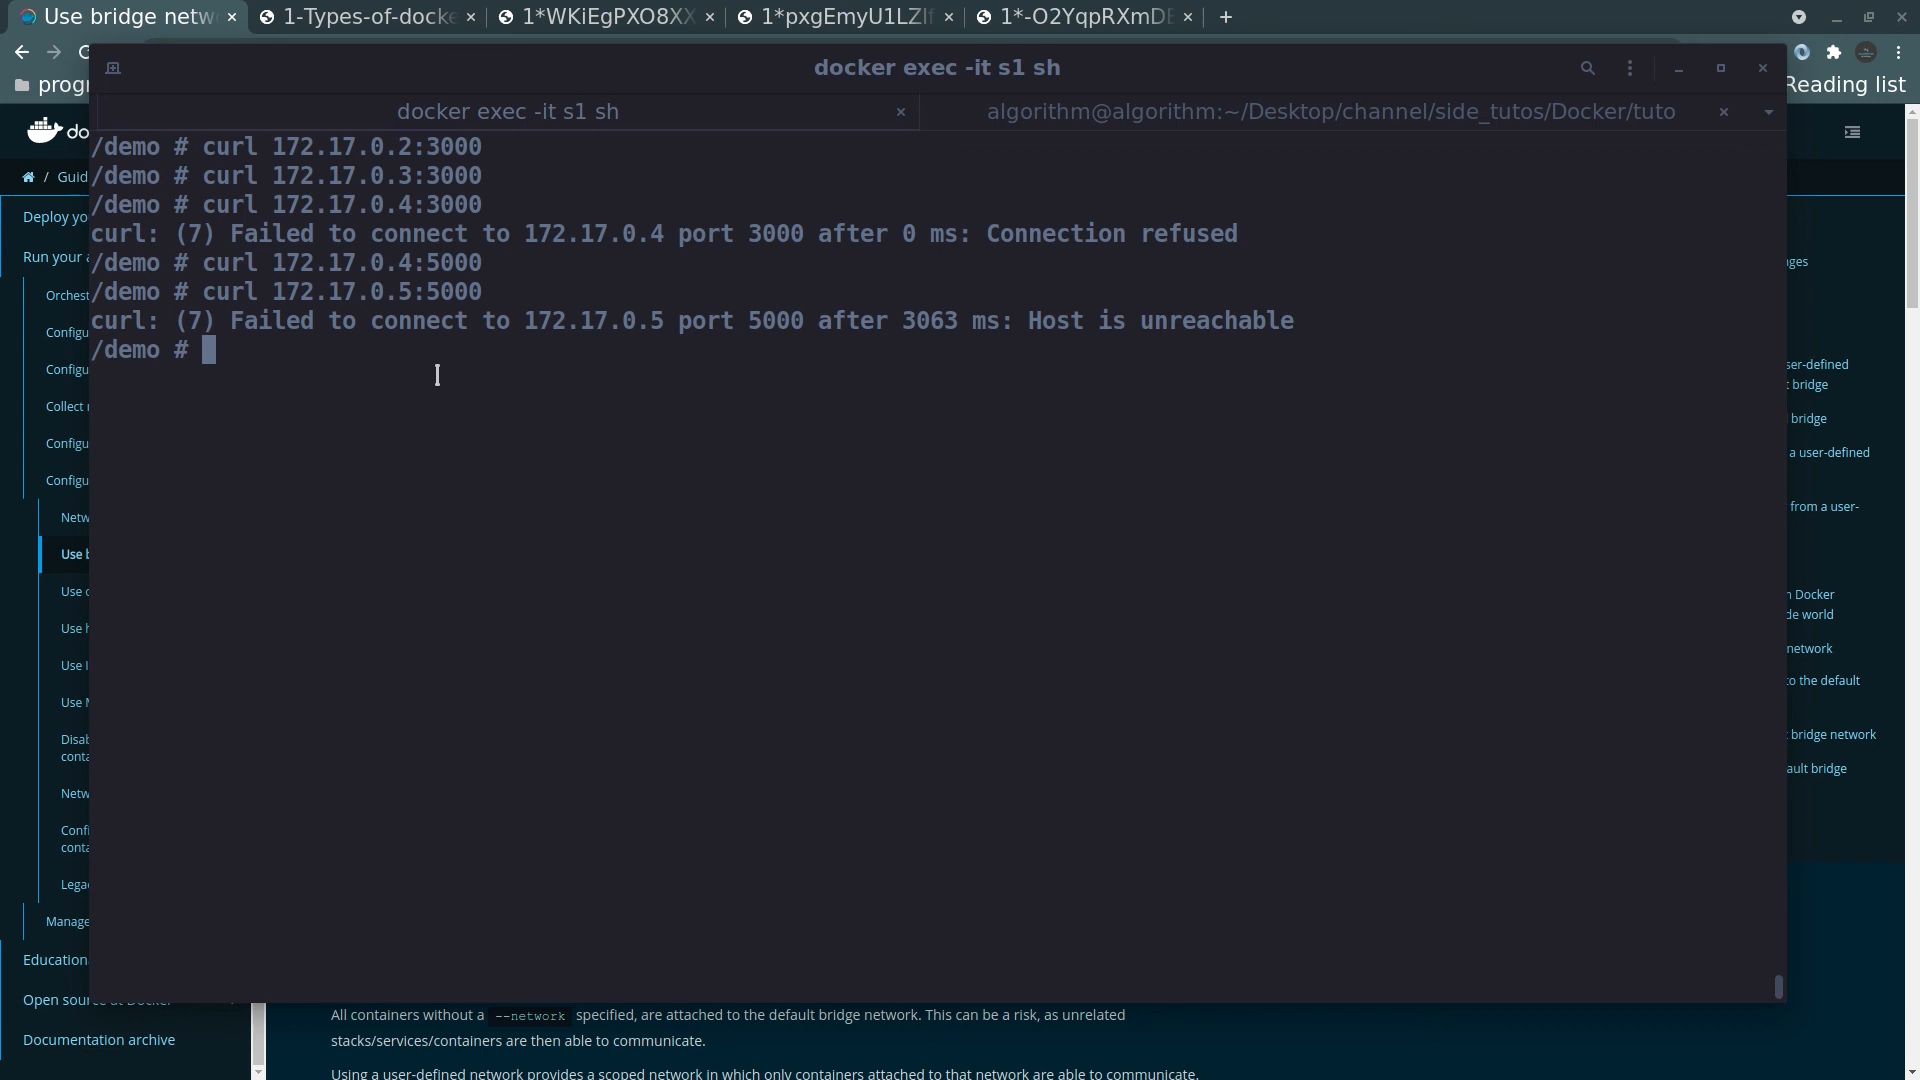 Use bridge netw
1-Types-of-docke
1*WKiEgPXO8XX
1*pxgEmyU1LZIf
1*-O2YqpRXmDE
progr
Reading list
docker exec -it s1 sh
docker exec -it s1 sh
algorithm@algorithm:~/Desktop/channel/side_tutos/Docker/tuto
/demo # curl 172.17.0.2:3000
/demo # curl 172.17.0.3:3000
/demo # curl 172.17.0.4:3000
curl: (7) Failed to connect to 172.17.0.4 port 3000 after 0 ms: Connection refused
/demo # curl 172.17.0.4:5000
/demo # curl 172.17.0.5:5000
curl: (7) Failed to connect to 172.17.0.5 port 5000 after 3063 ms: Host is unreachable
/demo #
do
/ Guid
Deploy yo
Run your a
Orchest
Configu
Configu
Collect
Configu
Configu
Netw
Use b
Use
Use h
Use I
Use M
Disab
conta
Netw
Confi
conta
Lega
Manage
Education
Open source at Docker
Documentation archive
ges
ser-defined
bridge
bridge
a user-defined
from a user-
Docker
de world
network
to the default
bridge network
ault bridge
All containers without a --network specified, are attached to the default bridge network. This can be a risk, as unrelated
stacks/services/containers are then able to communicate.
Using a user-defined network provides a scoped network in which only containers attached to that network are able to communicate.